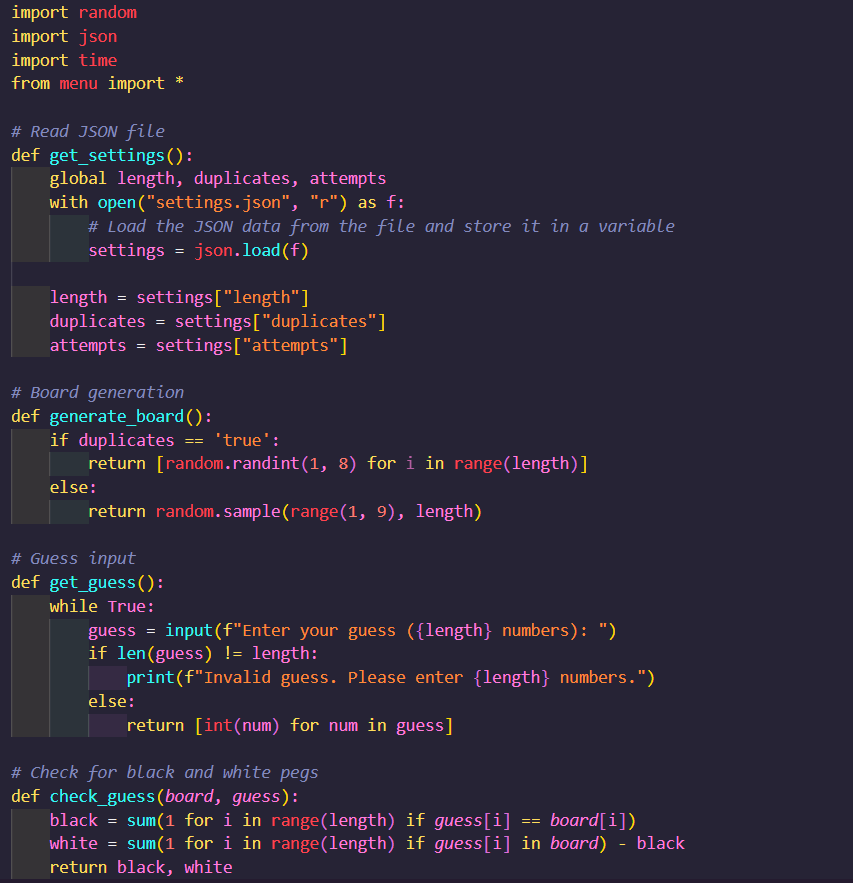 import random
import json
import time
from menu import *

# Read JSON file
def get_settings():
    global length, duplicates, attempts
    with open("settings.json", "r") as f:
        # Load the JSON data from the file and store it in a variable
        settings = json.load(f)

    length = settings["length"]
    duplicates = settings["duplicates"]
    attempts = settings["attempts"]

# Board generation
def generate_board():
    if duplicates == 'true':
        return [random.randint(1, 8) for i in range(length)]
    else:
        return random.sample(range(1, 9), length)

# Guess input
def get_guess():
    while True:
        guess = input(f"Enter your guess ({length} numbers): ")
        if len(guess) != length:
            print(f"Invalid guess. Please enter {length} numbers.")
        else:
            return [int(num) for num in guess]

# Check for black and white pegs
def check_guess(board, guess):
    black = sum(1 for i in range(length) if guess[i] == board[i])
    white = sum(1 for i in range(length) if guess[i] in board) - black
    return black, white